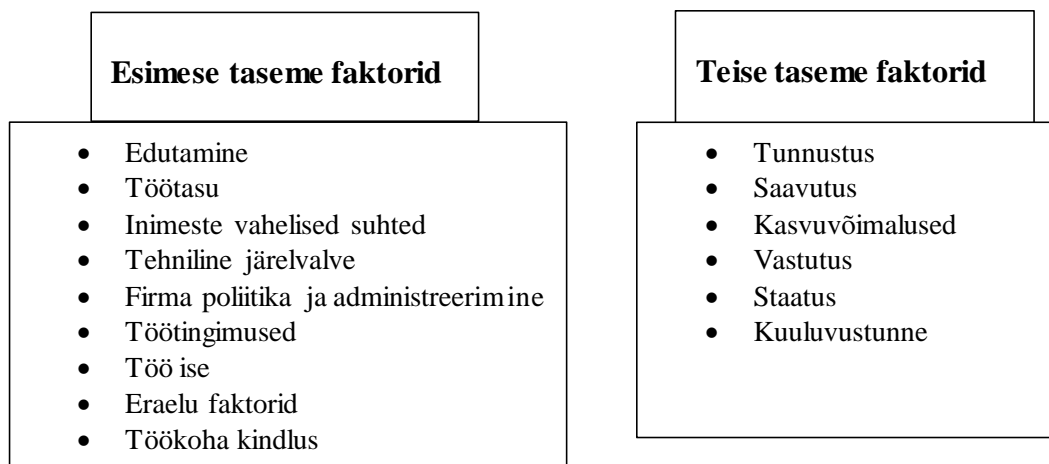 Esimese taseme faktorid
• Edutamine
• Töötasu
• Inimeste vahelised suhted
• Tehniline järelvalve
• Firma poliitika ja administreerimine
• Töötingimused
• Töö ise
• Eraelu faktorid
• Töökoha kindlus
Teise taseme faktorid
• Tunnustus
• Saavutus
• Kasvuvõimalused
• Vastutus
• Staatus
• Kuuluvustunne